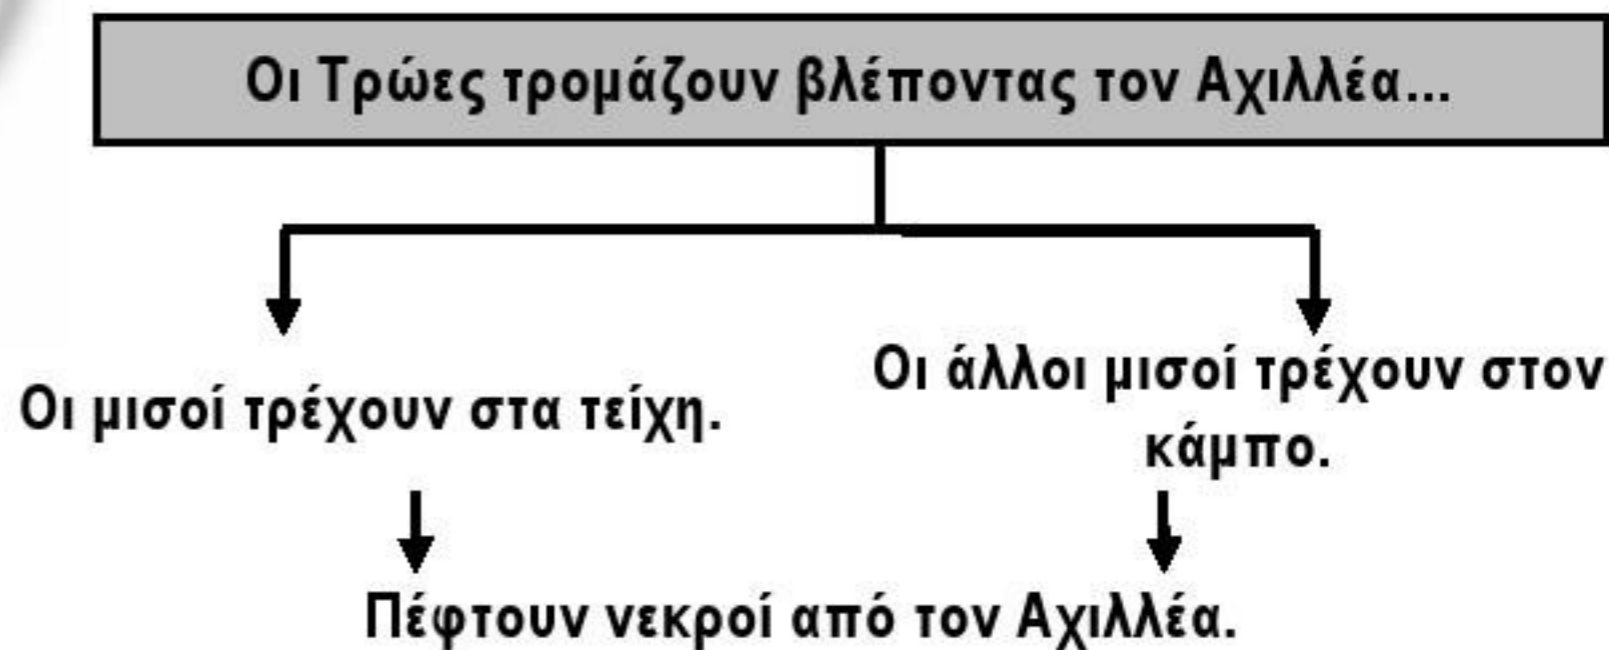 Οι Τρώες τρομάζουν βλέποντας τον Αχιλλέα...
Οι μισοί τρέχουν στα τείχη.
Οι άλλοι μισοί τρέχουν στον
κάμπο.
Πέφτουν νεκροί από τον Αχιλλέα.